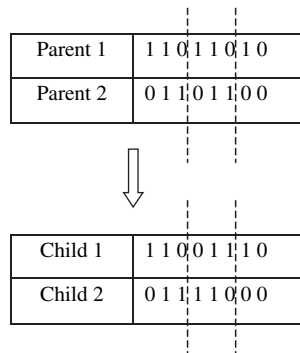 Parent 1 1 1 0 1 1 0 1 0
Parent 2 0 1 1 0 1 1 0 0
Child 1 1 1 0 0 1 1 1 0
Child 2 0 1 1 1 1 0 0 0